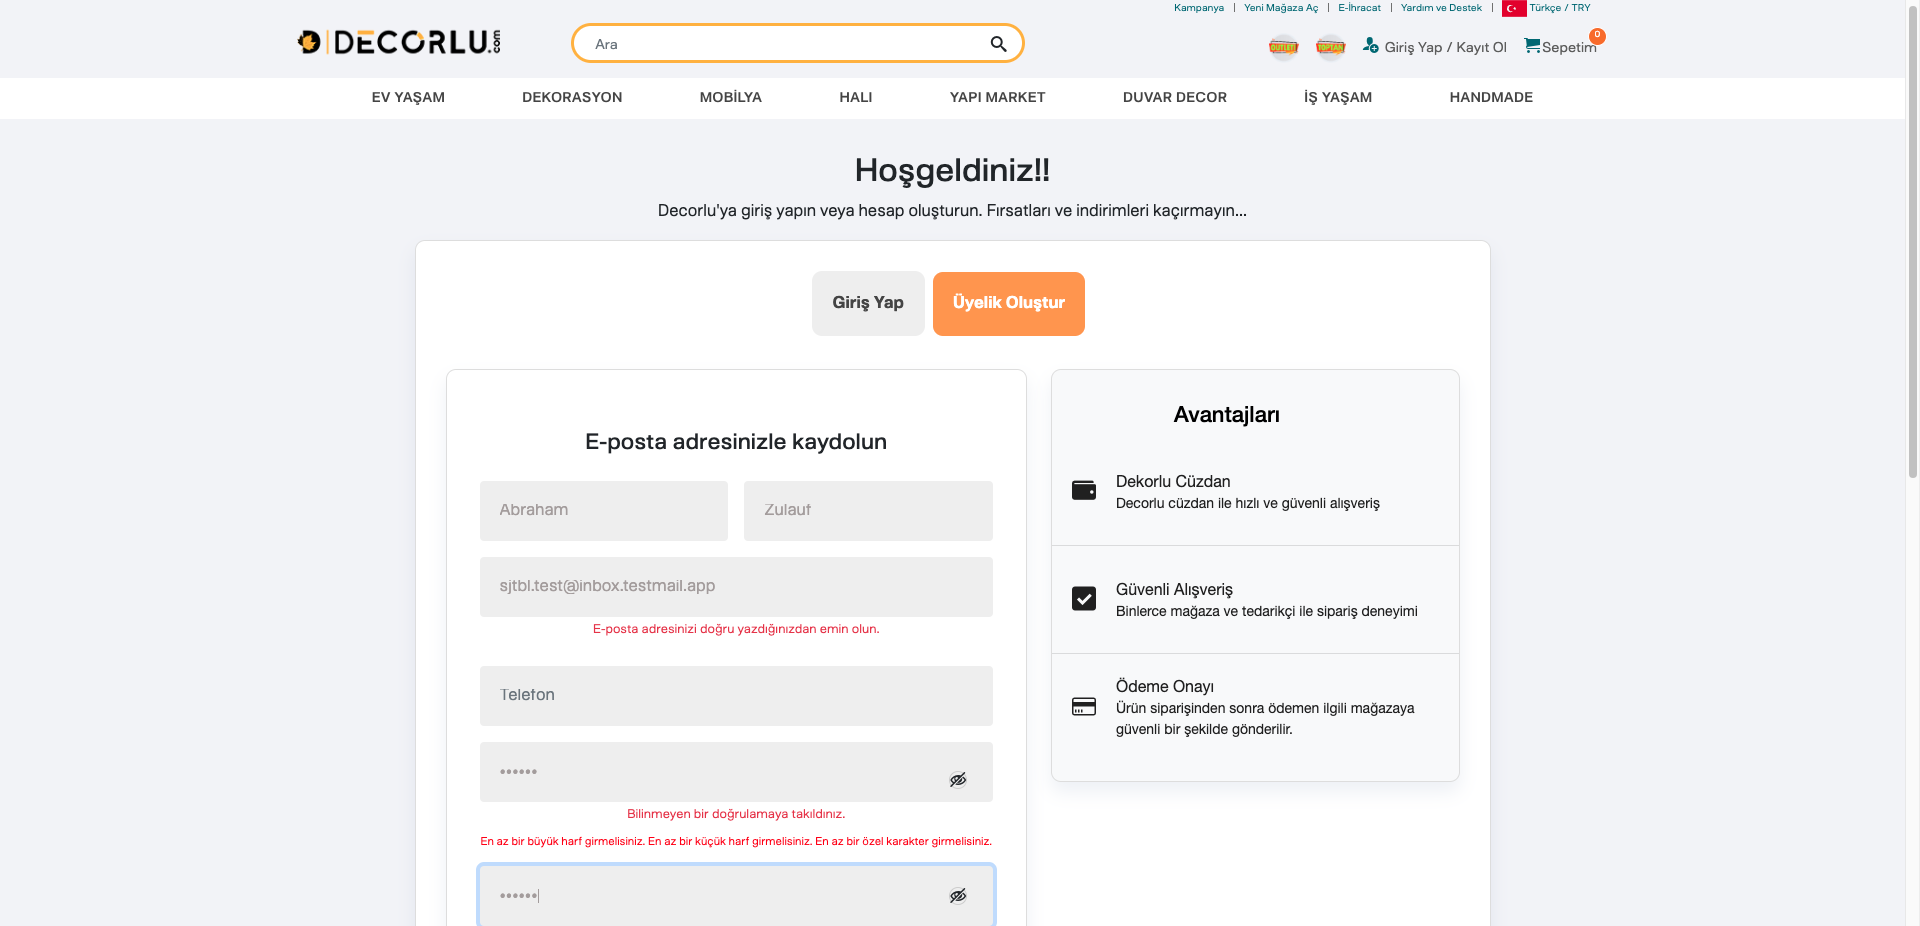 Kampanya | Yeni Mağaza Aç | E-İhracat | Yardım ve Destek | Türkçe / TRY
DECORLU.com
Ara
OUTLET
TOPTAN
Giriş Yap / Kayıt Ol
Sepetim
0
EV YAŞAM
DEKORASYON
MOBİLYA
HALI
YAPI MARKET
DUVAR DECOR
İŞ YAŞAM
HANDMADE
Hoşgeldiniz!!
Decorlu'ya giriş yapın veya hesap oluşturun. Fırsatları ve indirimleri kaçırmayın...
Giriş Yap
Üyelik Oluştur
E-posta adresinizle kaydolun
Abraham
Zulauf
sjtbl.test@inbox.testmail.app
E-posta adresinizi doğru yazdığınızdan emin olun.
Telefon
••••••
Bilinmeyen bir doğrulamaya takıldınız.
En az bir büyük harf girmelisiniz. En az bir küçük harf girmelisiniz. En az bir özel karakter girmelisiniz.
••••••
Avantajları
Dekorlu Cüzdan
Decorlu cüzdan ile hızlı ve güvenli alışveriş
Güvenli Alışveriş
Binlerce mağaza ve tedarikçi ile sipariş deneyimi
Ödeme Onayı
Ürün siparişinden sonra ödemen ilgili mağazaya
güvenli bir şekilde gönderilir.